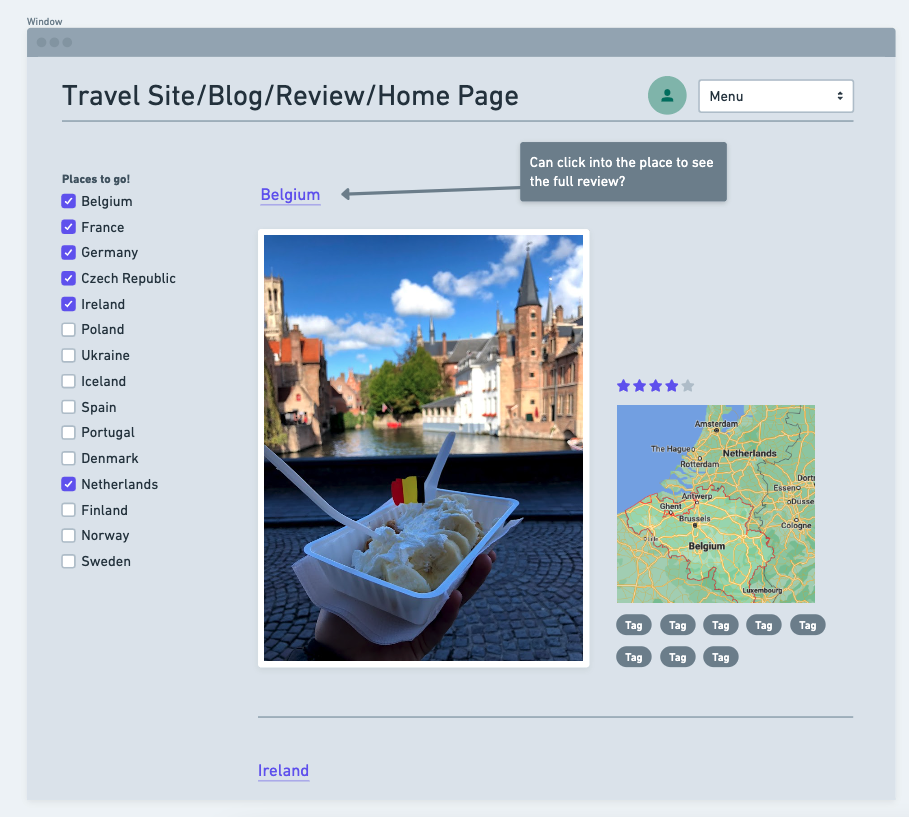 Window
Travel Site/Blog/Review/Home Page
Menu
Places to go!
Belgium
France
Germany
Czech Republic
Ireland
Poland
Ukraine
Iceland
Spain
Portugal
Denmark
Netherlands
Finland
Norway
Sweden
Belgium
Can click into the place to see
the full review?
Amsterdam
The Hague
Netherlands
Rotterdam
Essen
Antwerp
Ghent
Brussels
Cologne
Lille
Belgium
Luxembourg
Tag Tag Tag Tag Tag
Tag Tag Tag
Ireland